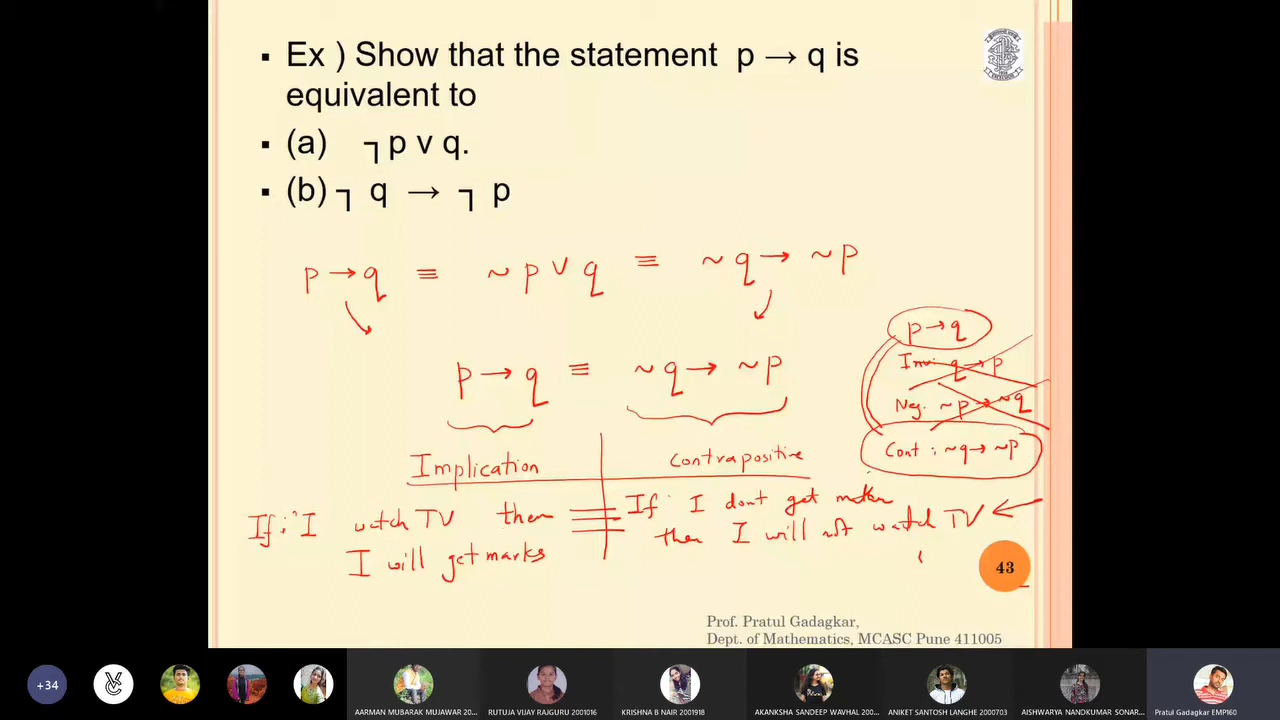 Ex ) Show that the statement p → q is
equivalent to
(a) ┐p v q.
(b) ┐ q → ┐ p
p → q ≡ ~ p ∨ q ≡ ~ q → ~ p
p → q ≡ ~ q → ~ p
p → q
q → p
Neg. ~ p → ~ q
Cont : ~ q → ~ p
Implication
Contrapositive
If : I watch TV then
I will get marks
If I dont get
then I will not watch TV
43
Prof. Pratul Gadagkar,
Dept. of Mathematics, MCASC Pune 411005
+34
AARMAN MUBARAK MUJAWAR 20...
RUTUJA VIJAY RAJGURU 2001016
KRISHNA B NAIR 2001918
AKANKSHA SANDEEP WAVHAL 200...
ANIKET SANTOSH LANGHE 2000703
AISHWARYA NANDKUMAR SONAR...
Pratul Gadagkar EMP160